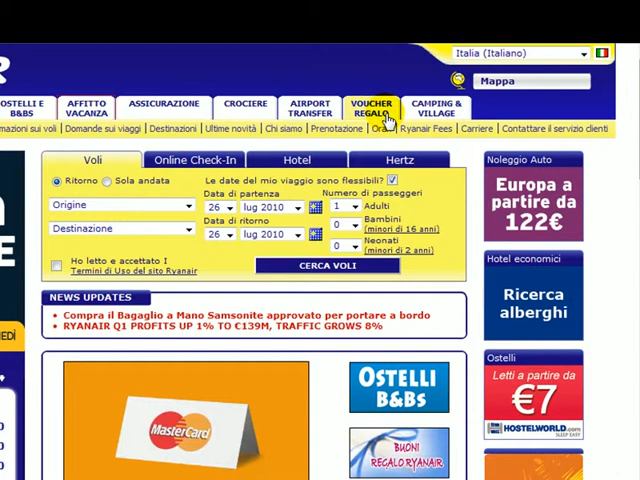 R
Italia (Italiano)
Mappa
OSTELLI E B&BS
AFFITTO VACANZA
ASSICURAZIONE
CROCIERE
AIRPORT TRANSFER
VOUCHER REGALO
CAMPING & VILLAGE
mazioni sui voli | Domande sui viaggi | Destinazioni | Ultime novità | Chi siamo | Prenotazione | Ora | Ryanair Fees | Carriere | Contattare il servizio clienti
Voli
Online Check-In
Hotel
Hertz
Ritorno
Sola andata
Le date del mio viaggio sono flessibili?
Origine
Destinazione
Data di partenza
26
lug 2010
Data di ritorno
26
lug 2010
Numero di passeggeri
1 Adulti
0 Bambini
(minori di 16 anni)
0 Neonati
(minori di 2 anni)
Ho letto e accettato I
Termini di Uso del sito Ryanair
CERCA VOLI
NEWS UPDATES
Compra il Bagaglio a Mano Samsonite approvato per portare a bordo
RYANAIR Q1 PROFITS UP 1% TO €139M, TRAFFIC GROWS 8%
MasterCard
OSTELLI
B&BS
BUONI
REGALO RYANAIR
Noleggio Auto
Europa a
partire da
122€
Hotel economici
Ricerca
alberghi
Ostelli
Letti a partire da
€7
HOSTELWORLD.com
SLEEP EASY
E